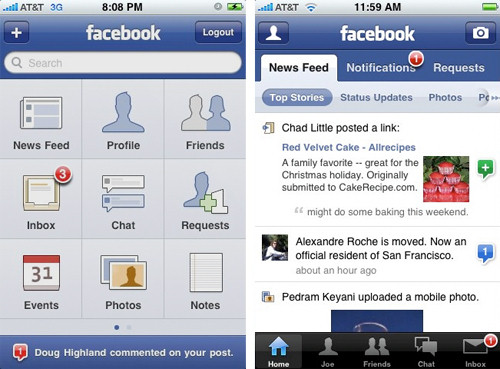 AT&T 3G 8:08 PM
facebook
Logout
Search
News Feed
Profile
Friends
3
Inbox
Chat
+1
Requests
31
Events
Photos
Notes
1 Doug Highland commented on your post.
AT&T 11:59 AM
facebook
News Feed
Notifications 1
Requests
Top Stories
Status Updates
Photos
Chad Little posted a link:
Red Velvet Cake - Allrecipes
A family favorite -- great for the
Christmas holiday. Originally
submitted to CakeRecipe.com.
“ might do some baking this weekend.
Alexandre Roche is moved. Now an
official resident of San Francisco.
1
about an hour ago
Pedram Keyani uploaded a mobile photo.
Home
Joe
Friends
Chat
1
Inbox